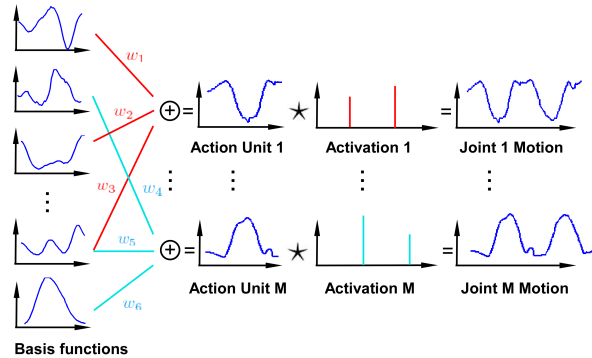 w₁
w₂
w₃
w₄
w₅
w₆
⊕ = ★ =
Action Unit 1 Activation 1 Joint 1 Motion
⊕ = ★ =
Action Unit M Activation M Joint M Motion
Basis functions